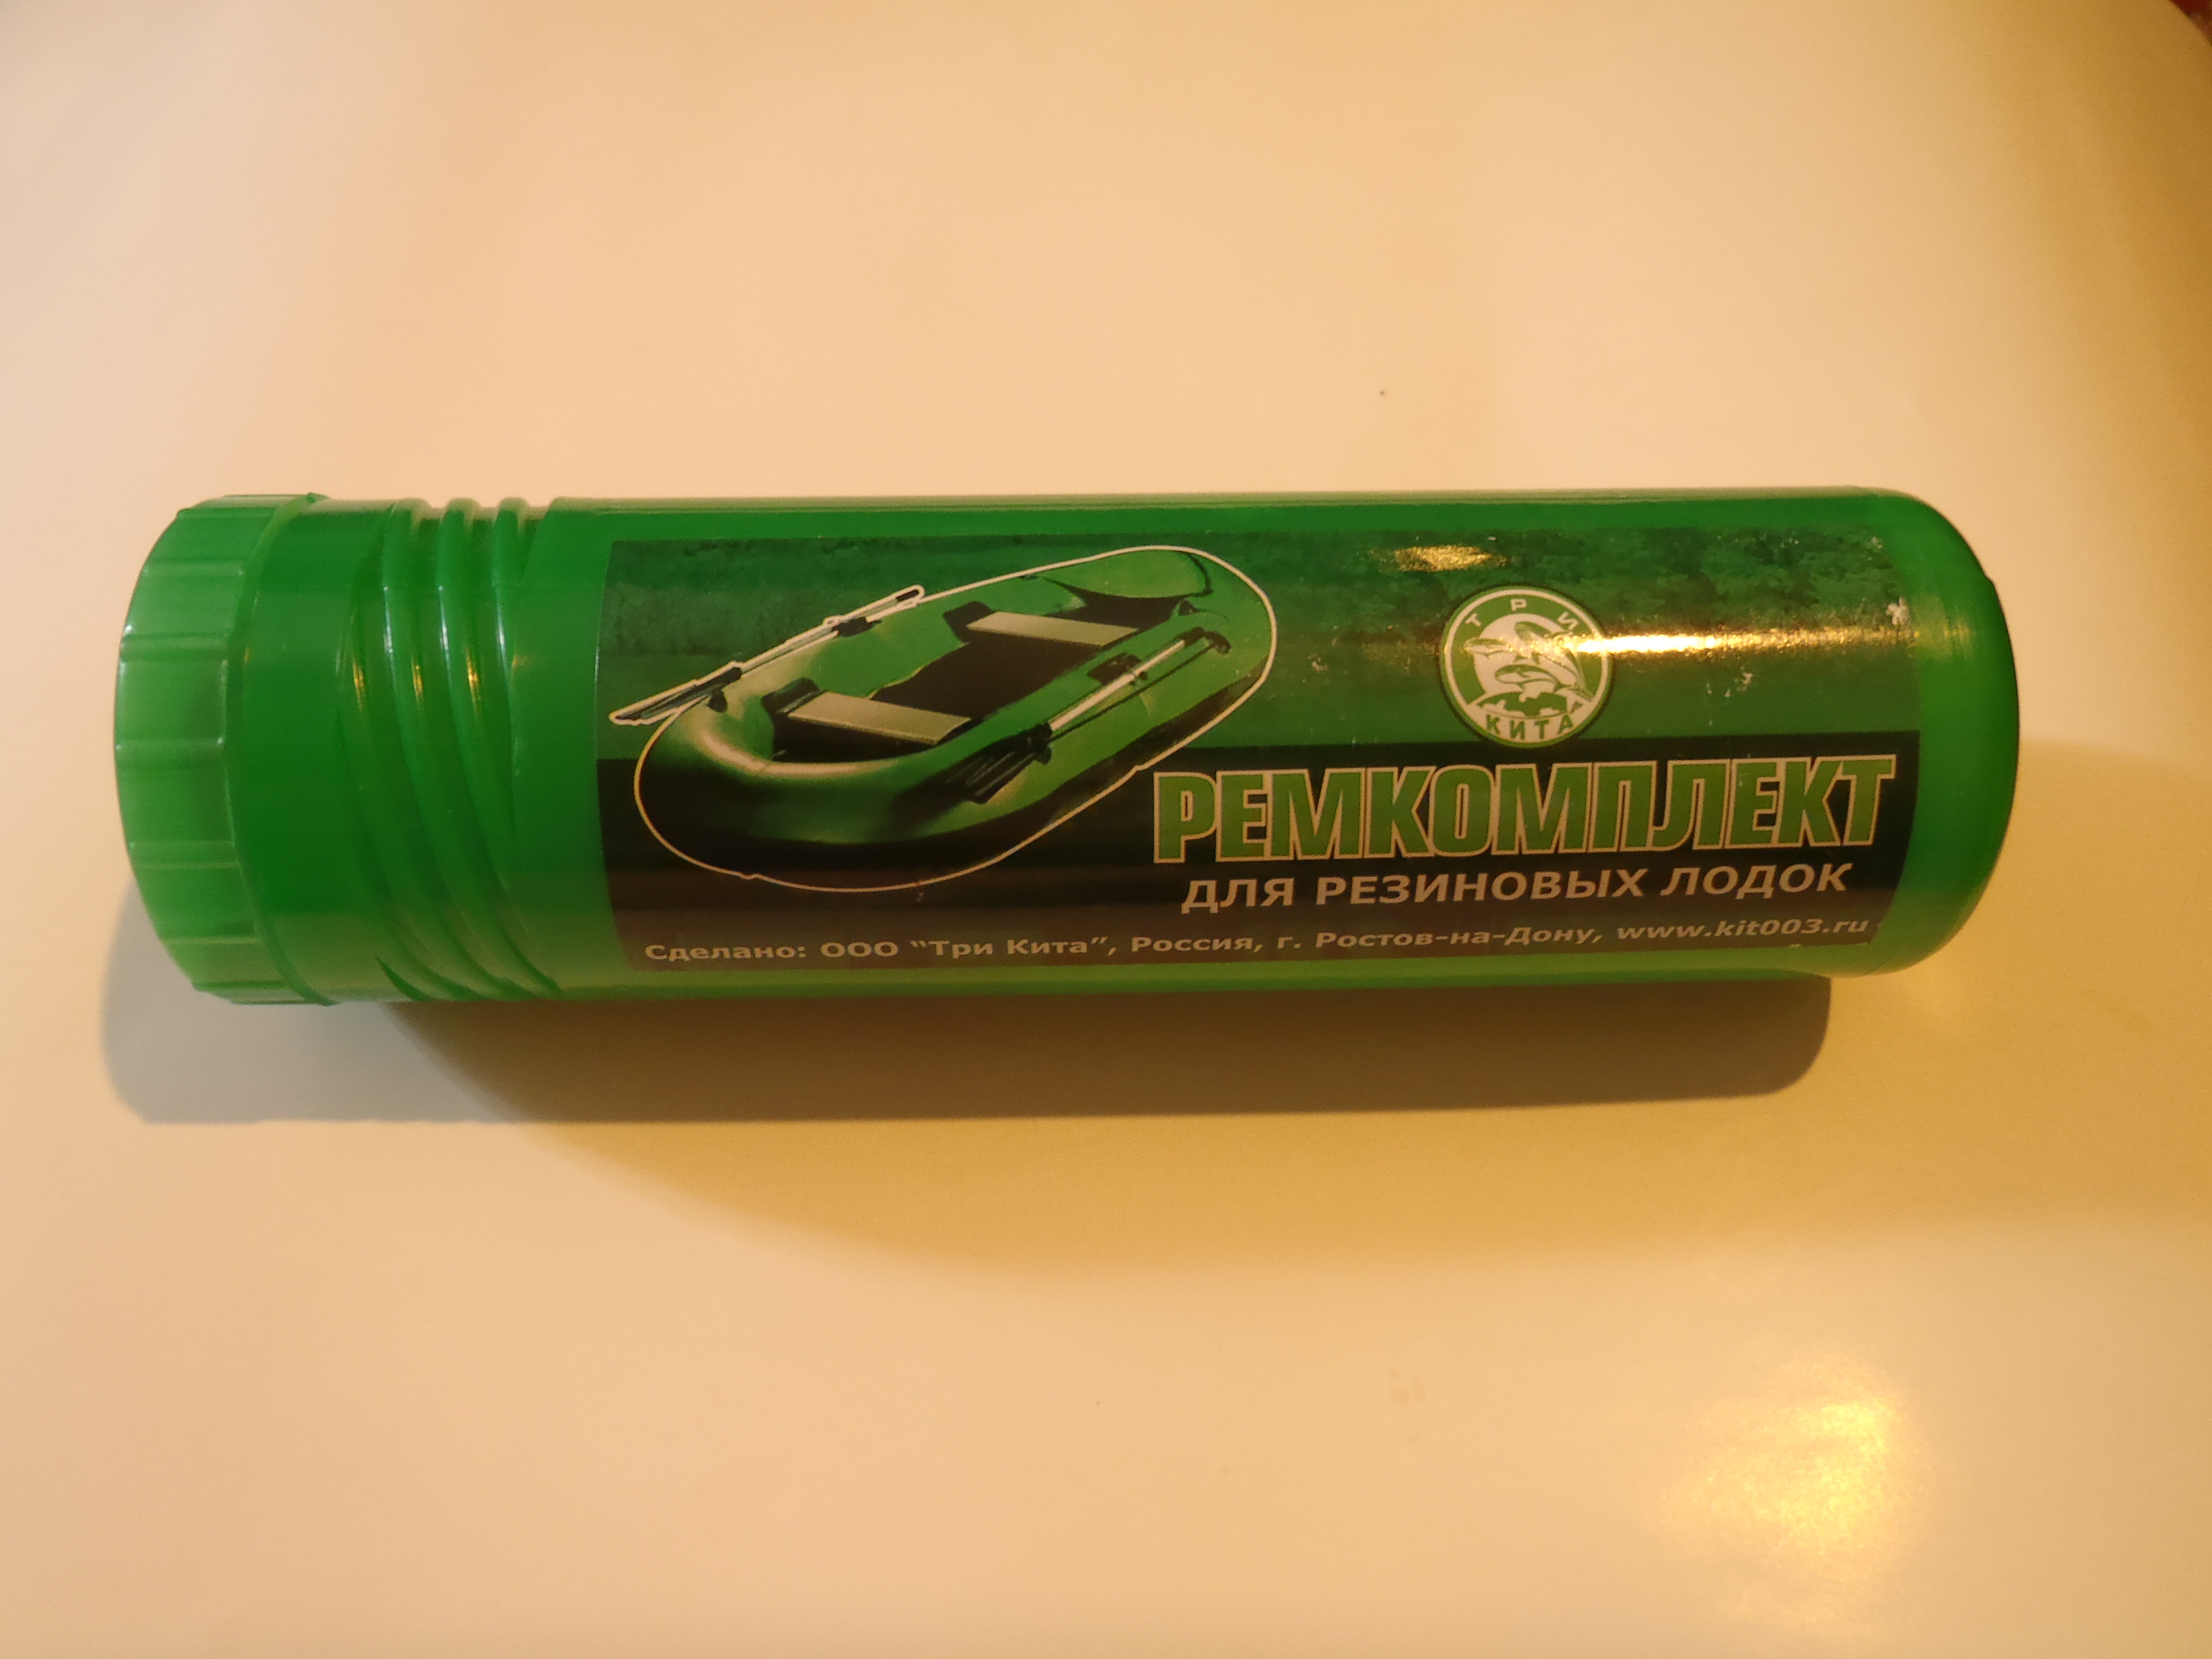 ТРИ
КИТА
РЕМКОМПЛЕКТ
ДЛЯ РЕЗИНОВЫХ ЛОДОК
Сделано: ООО “Три Кита”, Россия, г. Ростов-на-Дону, www.kit003.ru